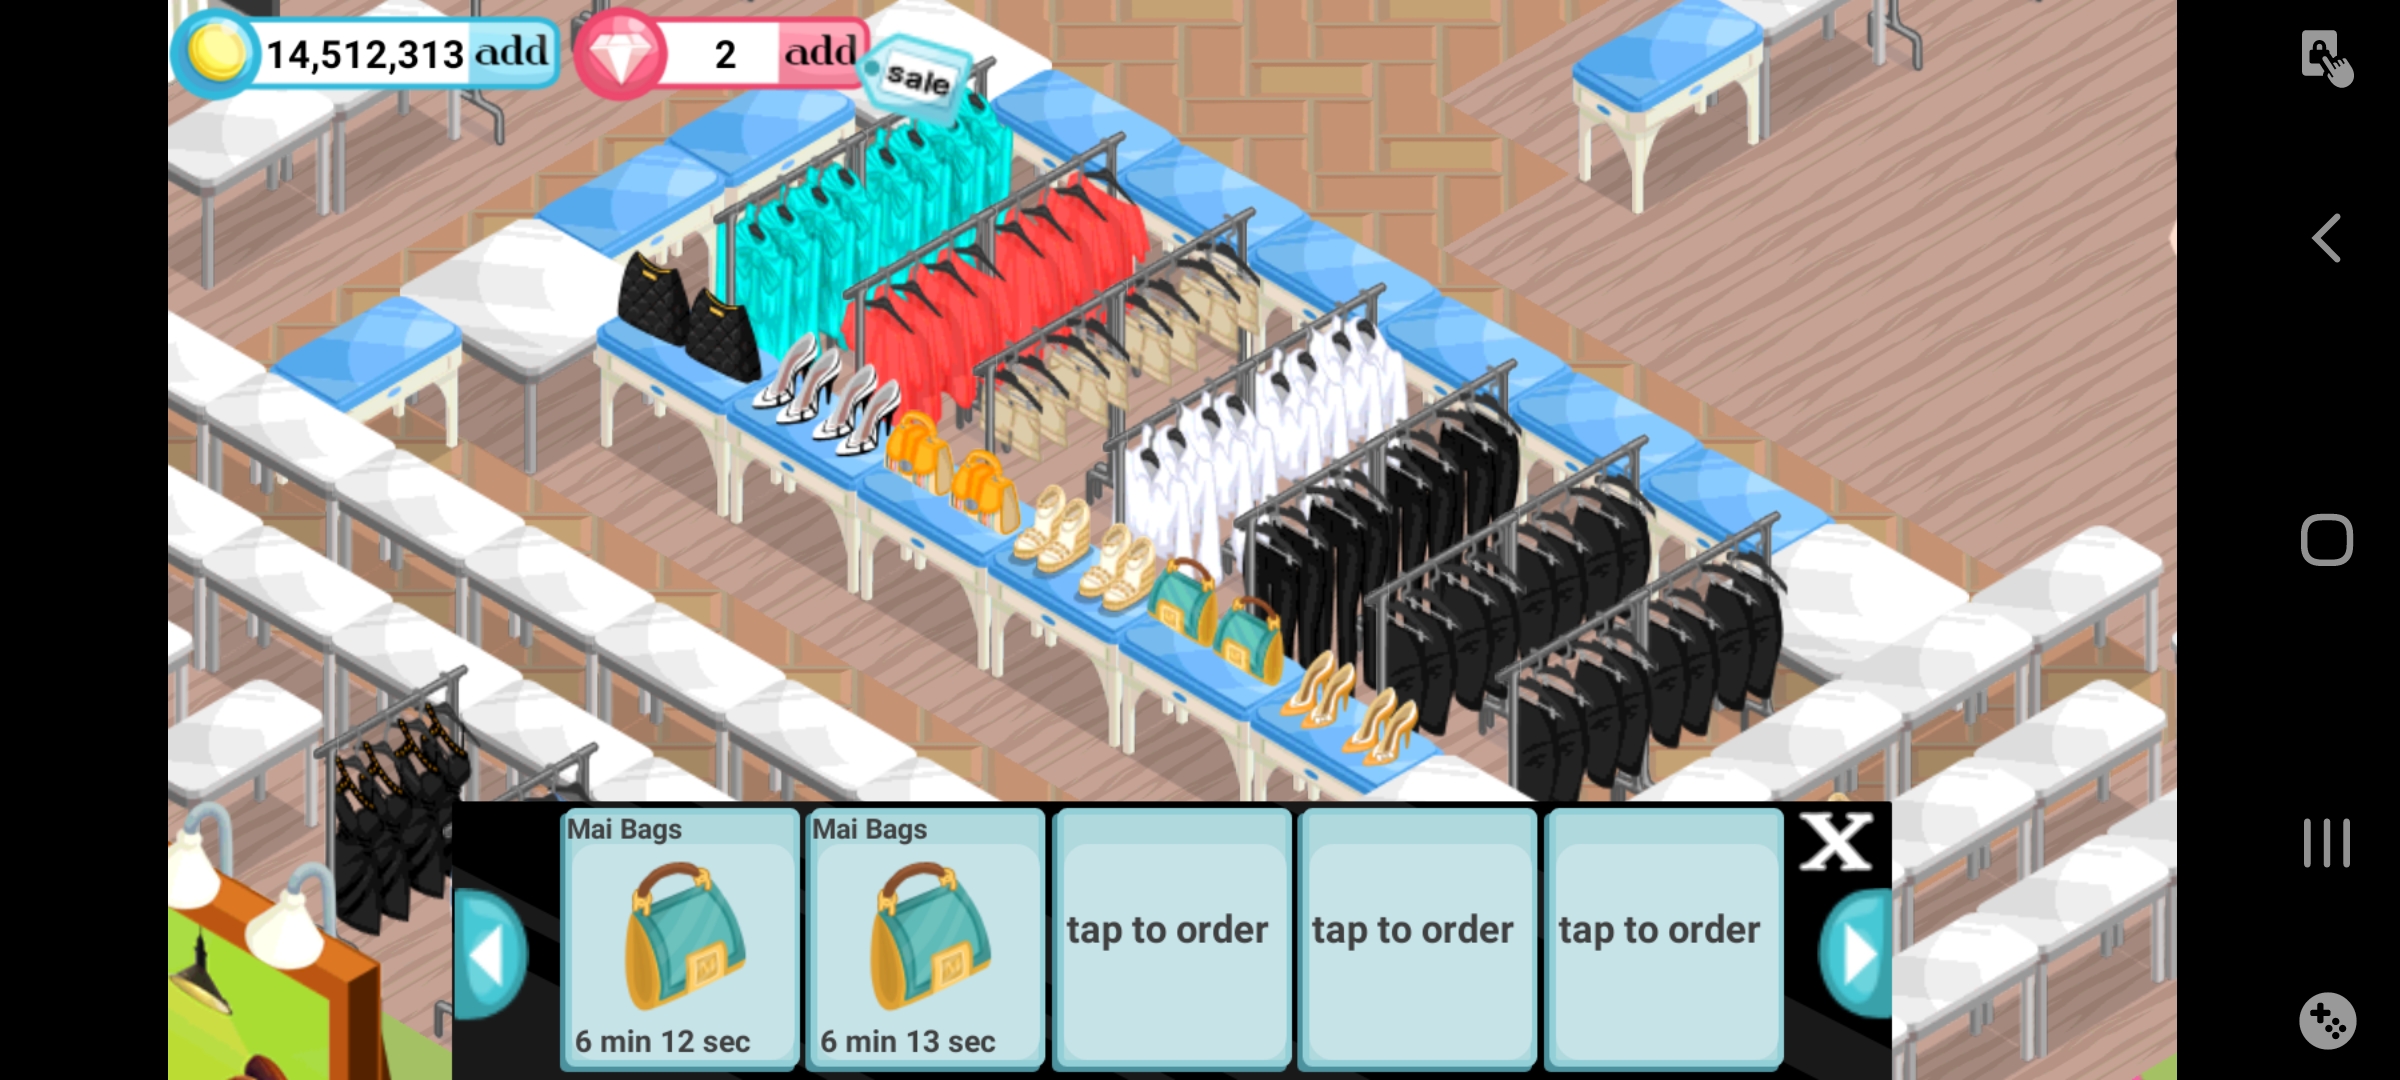 14,512,313 add
2 add
sale
Mai Bags
6 min 12 sec
Mai Bags
6 min 13 sec
tap to order
tap to order
tap to order
X